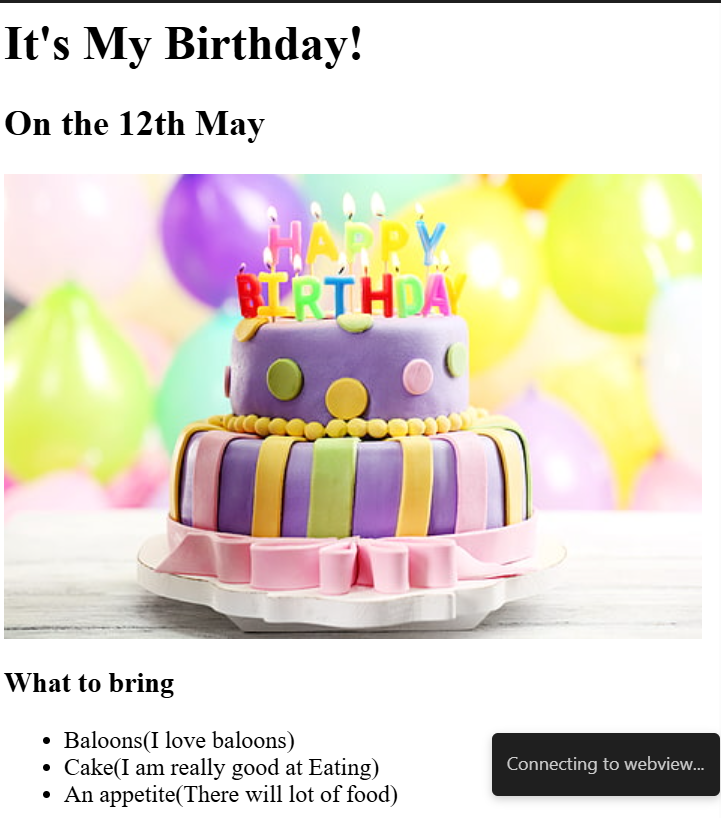 It's My Birthday!
On the 12th May
HAPPY
BIRTHDAY
What to bring
Baloons(I love baloons)
Cake(I am really good at Eating)
An appetite(There will lot of food)
Connecting to webview...